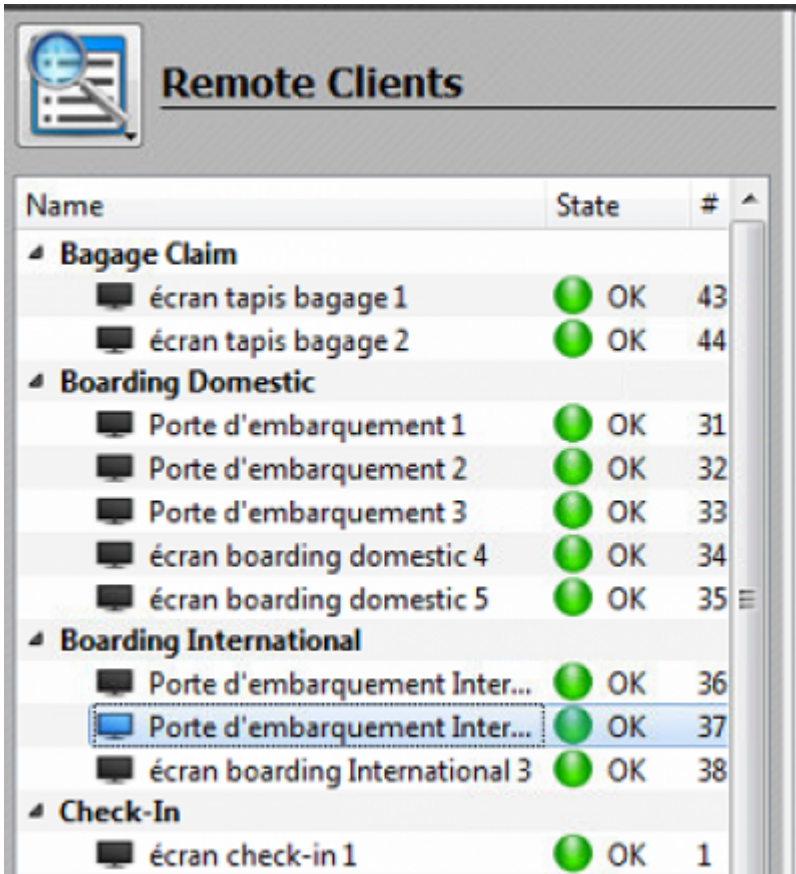 Remote Clients
Name State #
Bagage Claim
écran tapis bagage 1 OK 43
écran tapis bagage 2 OK 44
Boarding Domestic
Porte d'embarquement 1 OK 31
Porte d'embarquement 2 OK 32
Porte d'embarquement 3 OK 33
écran boarding domestic 4 OK 34
écran boarding domestic 5 OK 35
Boarding International
Porte d'embarquement Inter... OK 36
Porte d'embarquement Inter... OK 37
écran boarding International 3 OK 38
Check-In
écran check-in 1 OK 1